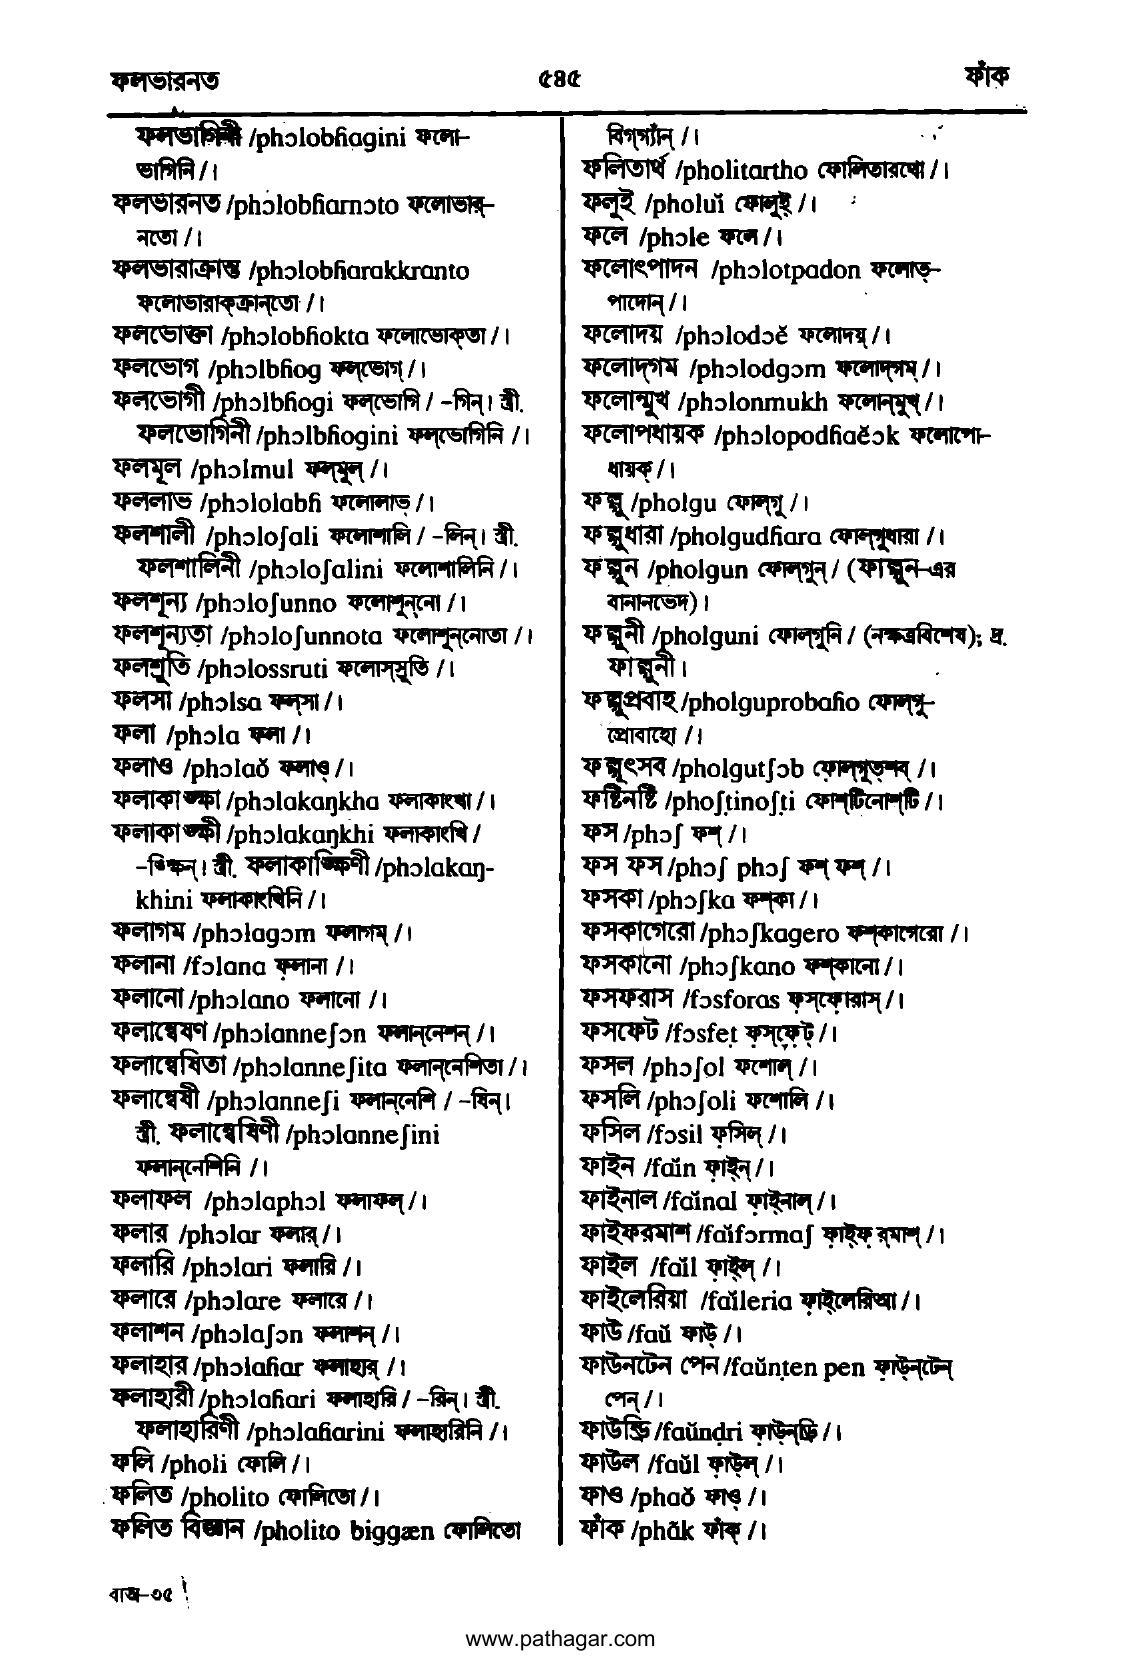 ফলভারনত
৫৪৫
ফাঁক
ফলভাগিনী /phɔlobɦagini ফলো-
ভাগিনি / ।
ফলভারনত /phɔlobɦarnɔto ফলোভার্-
নতো / ।
ফলভারাক্রান্ত /phɔlobɦarakkranto
ফলোভারাক্‌ক্রান্‌তো / ।
ফলভোক্তা /phɔlobɦokta ফলোভোক্‌তা / ।
ফলভোগ /phɔlbɦog ফল্‌ভোগ্ / ।
ফলভোগী /phɔlbɦogi ফল্‌ভোগি / -গিন্। স্ত্রী.
ফলভোগিনী /phɔlbɦogini ফল্‌ভোগিনি / ।
ফলমূল /phɔlmul ফল্‌মূল্ / ।
ফললাভ /phɔlolabɦ ফলোলাভ্ / ।
ফলশালী /phɔloʃali ফলোশালি / -লিন্। স্ত্রী.
ফলশালিনী /phɔloʃalini ফলোশালিনি / ।
ফলশূন্য /phɔloʃunno ফলোশূন্‌নো / ।
ফলশূন্যতা /phɔloʃunnota ফলোশূন্‌নোতা / ।
ফলশ্রুতি /phɔlossruti ফলোস্‌স্রুতি / ।
ফলসা /phɔlsa ফল্‌সা / ।
ফলা /phɔla ফলা / ।
ফলাও /phɔlaŏ ফলাও্ / ।
ফলাকাঙ্ক্ষা /phɔlakaŋkha ফলাকাংখা / ।
ফলাকাঙ্ক্ষী /phɔlakaŋkhi ফলাকাংখি /
-ঙ্ক্ষিন্। স্ত্রী. ফলাকাঙ্ক্ষিণী /phɔlakaŋ-
khini ফলাকাংখিনি / ।
ফলাগম /phɔlagɔm ফলাগম্ / ।
ফলানা /fɔlana ফ়লানা / ।
ফলানো /phɔlano ফলানো / ।
ফলান্বেষণ /phɔlanneʃɔn ফলান্‌নেশন্ / ।
ফলান্বেষিতা /phɔlanneʃita ফলান্‌নেশিতা / ।
ফলান্বেষী /phɔlanneʃi ফলান্‌নেশি / -ষিন্।
স্ত্রী. ফলান্বেষিণী /phɔlanneʃini
ফলান্‌নেশিনি / ।
ফলাফল /phɔlaphɔl ফলাফল্ / ।
ফলার /phɔlar ফলার্ / ।
ফলারি /phɔlari ফলারি / ।
ফলারে /phɔlare ফলারে / ।
ফলাশন /phɔlaʃɔn ফলাশন্ / ।
ফলাহার /phɔlaɦar ফলাহার্ / ।
ফলাহারী /phɔlaɦari ফলাহারি / -রিন্। স্ত্রী.
ফলাহারিণী /phɔlaɦarini ফলাহারিনি / ।
ফলি /pholi ফোলি / ।
ফলিত /pholito ফোলিতো / ।
ফলিত বিজ্ঞান /pholito biggæn ফোলিতো
বিগ্‌গ্যাঁন্ / ।
ফলিতার্থ /pholitartho ফোলিতারথো / ।
ফলুই /pholuĭ ফোলুই্ / ।
ফলে /phɔle ফলে / ।
ফলোৎপাদন /phɔlotpadon ফলোত্-
পাদোন্ / ।
ফলোদয় /phɔlodɔĕ ফলোদয়্ / ।
ফলোদ্‌গম /phɔlodgɔm ফলোদ্‌গম্ / ।
ফলোন্মুখ /phɔlonmukh ফলোন্‌মুখ্ / ।
ফলোপধায়ক /phɔlopodɦaĕɔk ফলোপো-
ধায়ক্ / ।
ফল্গু /pholgu ফোল্‌গু / ।
ফল্গুধারা /pholgudɦara ফোল্‌গুধারা / ।
ফল্গুন /pholgun ফোল্‌গুন্ / (ফাল্গুন-এর
বানানভেদ)।
ফল্গুনী /pholguni ফোল্‌গুনি / (নক্ষত্রবিশেষ); দ্র.
ফাল্গুনী।
ফল্গুপ্রবাহ /pholguprobaɦo ফোল্‌গু-
প্রোবাহো / ।
ফল্গুৎসব /pholgutʃɔb ফোল্‌গুত্‌শব্ / ।
ফষ্টিনষ্টি /phoʃtinoʃti ফোশ্‌টিনোশ্‌টি / ।
ফস /phɔʃ ফশ্ / ।
ফস ফস /phɔʃ phɔʃ ফশ্ ফশ্ / ।
ফসকা /phɔʃka ফশ্‌কা / ।
ফসকাগেরো /phɔʃkagero ফশ্‌কাগেরো / ।
ফসকানো /phɔʃkano ফশ্‌কানো / ।
ফসফরাস /fɔsforas ফ়স্‌ফ়োরাস্ / ।
ফসফেট /fɔsfeṭ ফ়স্‌ফ়েট্ / ।
ফসল /phɔʃol ফশোল্ / ।
ফসলি /phɔʃoli ফশোলি / ।
ফসিল /fɔsil ফ়সিল্ / ।
ফাইন /faĭn ফ়াই্‌ন্ / ।
ফাইনাল /faĭnal ফ়াই্‌নাল্ / ।
ফাইফরমাশ /faĭfɔrmaʃ ফ়াই্‌ফ়র্‌মাশ্ / ।
ফাইল /faĭl ফ়াই্‌ল্ / ।
ফাইলেরিয়া /faĭleria ফ়াই্‌লেরিআ / ।
ফাউ /faŭ ফাউ্ / ।
ফাউনটেন পেন /faŭnṭen pen ফ়াউ্‌ন্‌টেন্
পেন্ / ।
ফাউন্ড্রি /faŭnḍri ফ়াউ্‌ন্‌ড্রি / ।
ফাউল /faŭl ফ়াউ্‌ল্ / ।
ফাও /phaŏ ফাও্ / ।
ফাঁক /phãk ফাঁক্ / ।
বাঅ-৩৫
www.pathagar.com